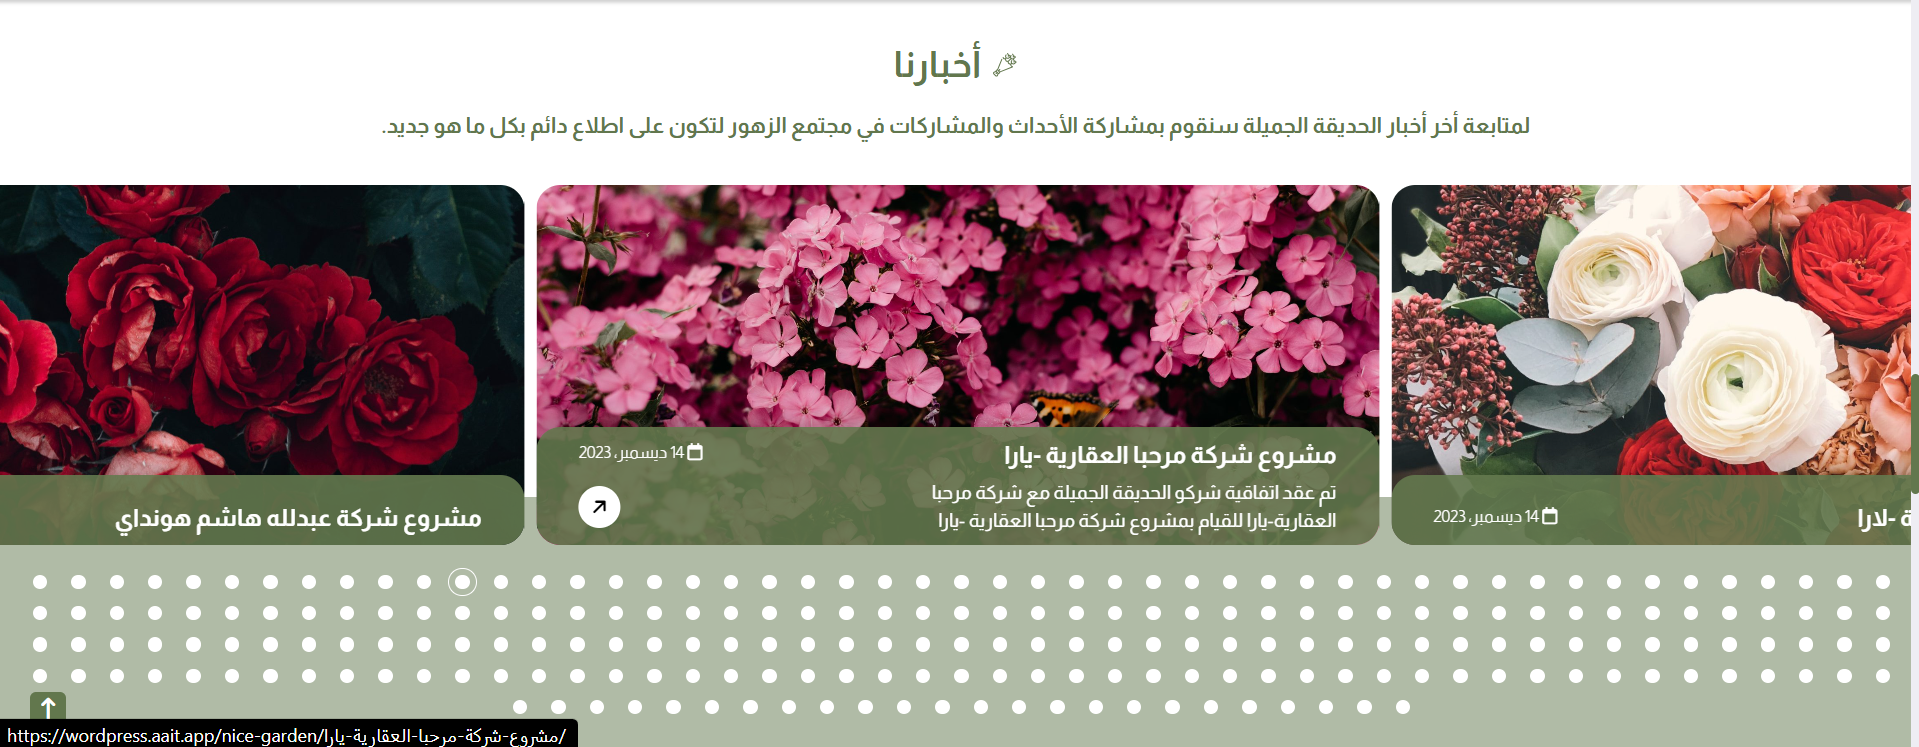 أخبارنا
لمتابعة أخر أخبار الحديقة الجميلة سنقوم بمشاركة الأحداث والمشاركات في مجتمع الزهور لتكون على اطلاع دائم بكل ما هو جديد.
ة -لارا
14 ديسمبر، 2023
مشروع شركة مرحبا العقارية -يارا
14 ديسمبر، 2023
تم عقد اتفاقية شركو الحديقة الجميلة مع شركة مرحبا
العقارية-يارا للقيام بمشروع شركة مرحبا العقارية -يارا
مشروع شركة عبدلله هاشم هونداي
https://wordpress.aait.app/nice-garden/مشروع-شركة-مرحبا-العقارية-يارا/